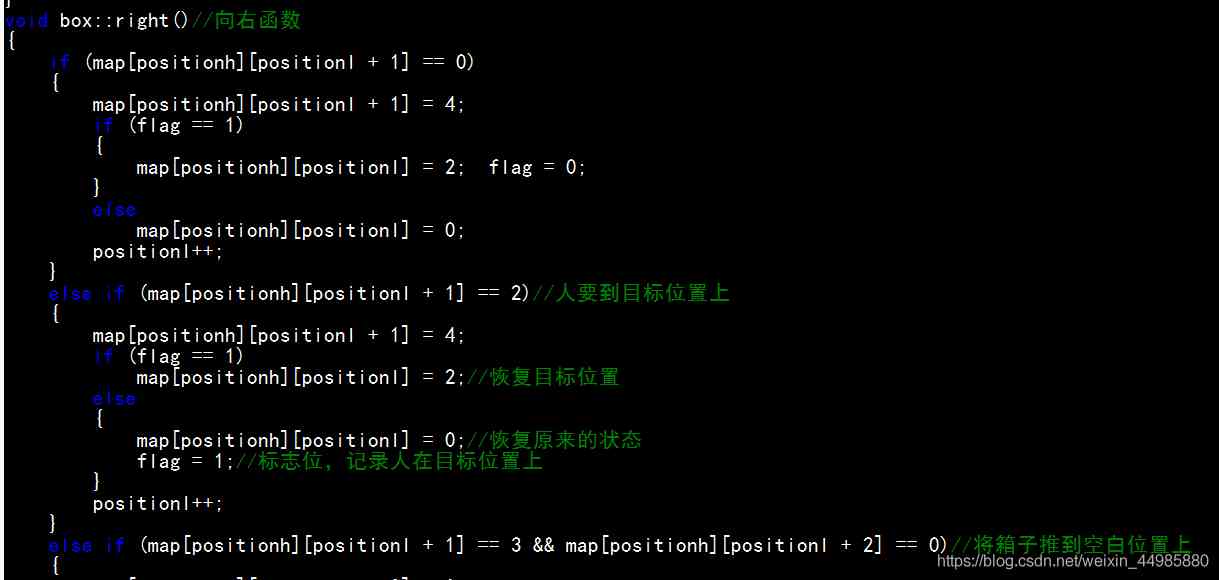 }
void box::right()//向右函数
{
    if (map[positionh][positionl + 1] == 0)
    {
        map[positionh][positionl + 1] = 4;
        if (flag == 1)
        {
            map[positionh][positionl] = 2;  flag = 0;
        }
        else
            map[positionh][positionl] = 0;
        positionl++;
    }
    else if (map[positionh][positionl + 1] == 2)//人要到目标位置上
    {
        map[positionh][positionl + 1] = 4;
        if (flag == 1)
            map[positionh][positionl] = 2;//恢复目标位置
        else
        {
            map[positionh][positionl] = 0;//恢复原来的状态
            flag = 1;//标志位，记录人在目标位置上
        }
        positionl++;
    }
    else if (map[positionh][positionl + 1] == 3 && map[positionh][positionl + 2] == 0)//将箱子推到空白位置上
    {
https://blog.csdn.net/weixin_44985880